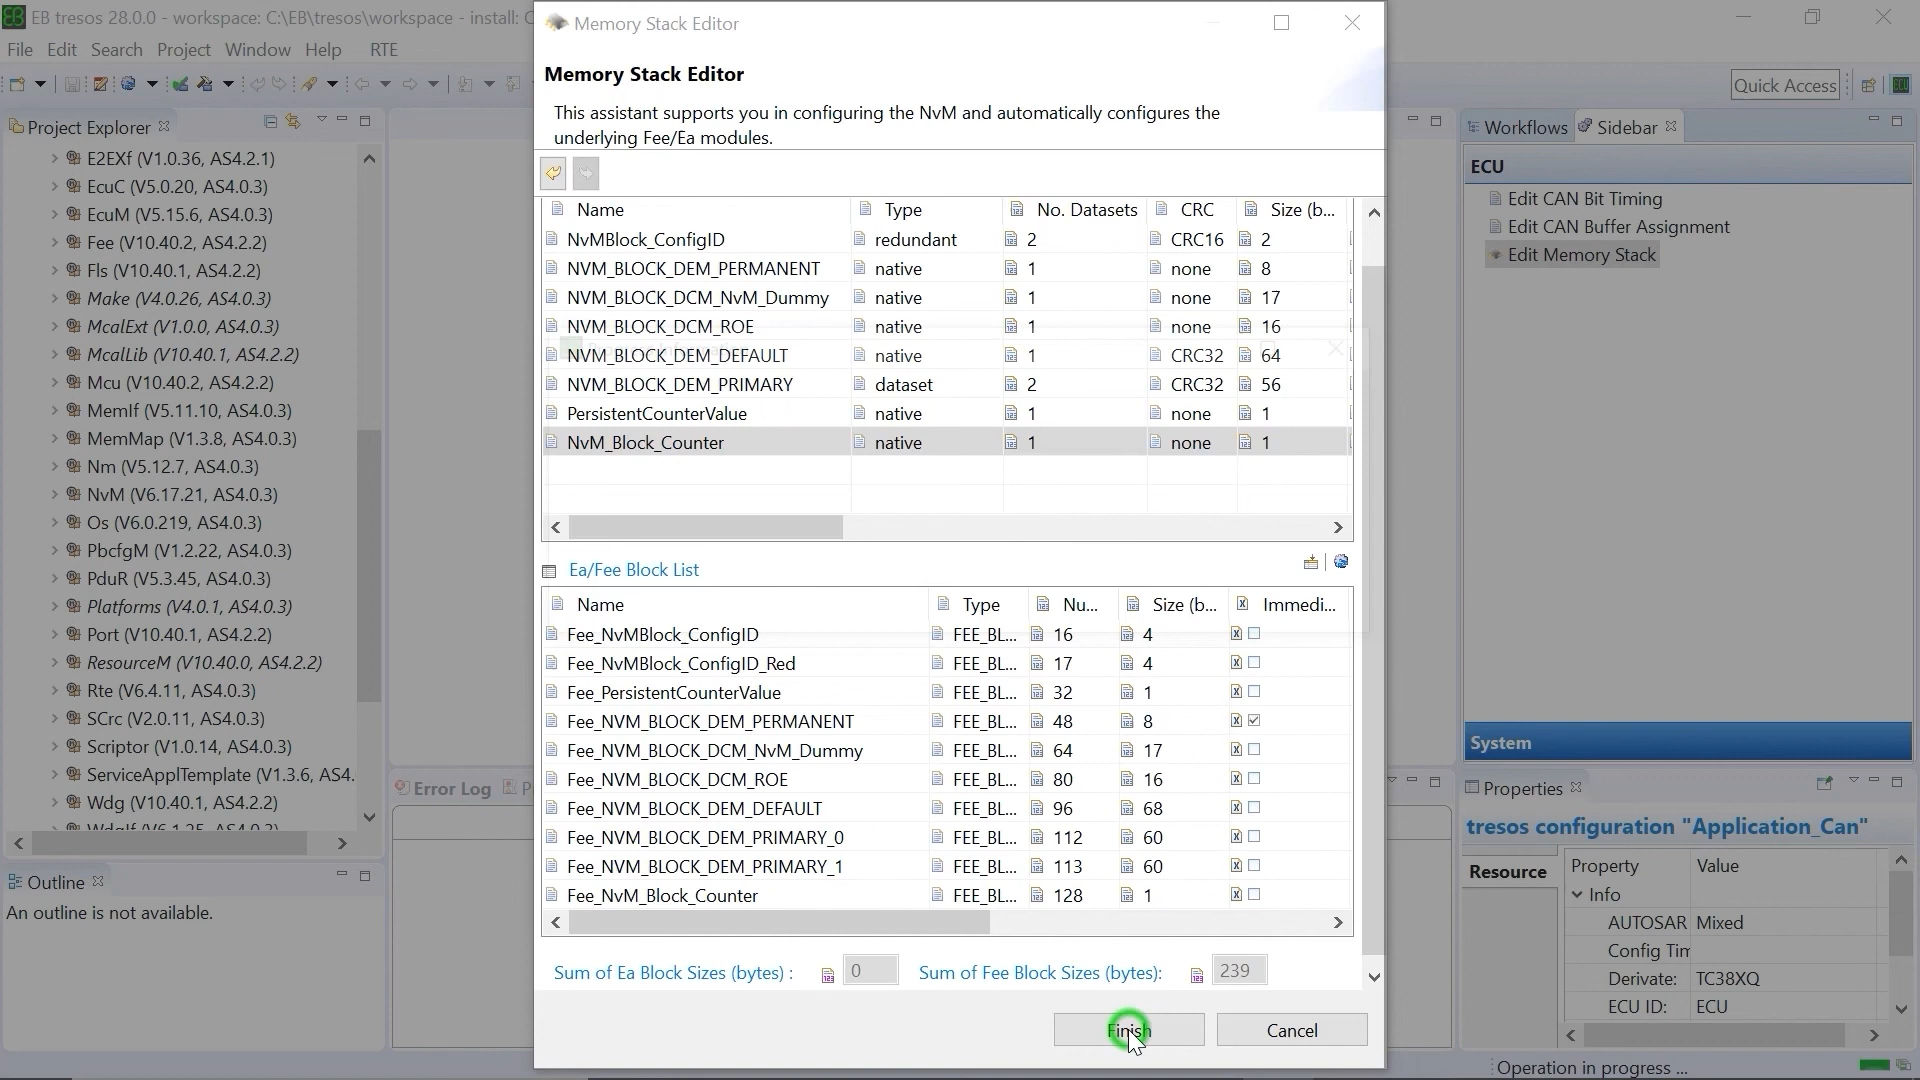 EB tresos 28.0.0 - workspace: C:\EB\tresos\workspace - install: C
File Edit Search Project Window Help RTE
Quick Access
Project Explorer
E2EXf (V1.0.36, AS4.2.1)
EcuC (V5.0.20, AS4.0.3)
EcuM (V5.15.6, AS4.0.3)
Fee (V10.40.2, AS4.2.2)
Fls (V10.40.1, AS4.2.2)
Make (V4.0.26, AS4.0.3)
McalExt (V1.0.0, AS4.0.3)
McalLib (V10.40.1, AS4.2.2)
Mcu (V10.40.2, AS4.2.2)
MemIf (V5.11.10, AS4.0.3)
MemMap (V1.3.8, AS4.0.3)
Nm (V5.12.7, AS4.0.3)
NvM (V6.17.21, AS4.0.3)
Os (V6.0.219, AS4.0.3)
PbcfgM (V1.2.22, AS4.0.3)
PduR (V5.3.45, AS4.0.3)
Platforms (V4.0.1, AS4.0.3)
Port (V10.40.1, AS4.2.2)
ResourceM (V10.40.0, AS4.2.2)
Rte (V6.4.11, AS4.0.3)
SCrc (V2.0.11, AS4.0.3)
Scriptor (V1.0.14, AS4.0.3)
ServiceApplTemplate (V1.3.6, AS4.
Wdg (V10.40.1, AS4.2.2)
Outline
An outline is not available.
Error Log
Memory Stack Editor
Memory Stack Editor
This assistant supports you in configuring the NvM and automatically configures the
underlying Fee/Ea modules.
Name Type No. Datasets CRC Size (b...
NvMBlock_ConfigID redundant 2 CRC16 2
NVM_BLOCK_DEM_PERMANENT native 1 none 8
NVM_BLOCK_DCM_NvM_Dummy native 1 none 17
NVM_BLOCK_DCM_ROE native 1 none 16
NVM_BLOCK_DEM_DEFAULT native 1 CRC32 64
NVM_BLOCK_DEM_PRIMARY dataset 2 CRC32 56
PersistentCounterValue native 1 none 1
NvM_Block_Counter native 1 none 1
Ea/Fee Block List
Name Type Nu... Size (b... Immedi...
Fee_NvMBlock_ConfigID FEE_BL... 16 4
Fee_NvMBlock_ConfigID_Red FEE_BL... 17 4
Fee_PersistentCounterValue FEE_BL... 32 1
Fee_NVM_BLOCK_DEM_PERMANENT FEE_BL... 48 8
Fee_NVM_BLOCK_DCM_NvM_Dummy FEE_BL... 64 17
Fee_NVM_BLOCK_DCM_ROE FEE_BL... 80 16
Fee_NVM_BLOCK_DEM_DEFAULT FEE_BL... 96 68
Fee_NVM_BLOCK_DEM_PRIMARY_0 FEE_BL... 112 60
Fee_NVM_BLOCK_DEM_PRIMARY_1 FEE_BL... 113 60
Fee_NvM_Block_Counter FEE_BL... 128 1
Sum of Ea Block Sizes (bytes) : 0 Sum of Fee Block Sizes (bytes): 239
Finish Cancel
Workflows Sidebar
ECU
Edit CAN Bit Timing
Edit CAN Buffer Assignment
Edit Memory Stack
System
Properties
tresos configuration "Application_Can"
Resource
Property Value
Info
AUTOSAR Mixed
Config Tim
Derivate: TC38XQ
ECU ID: ECU
Operation in progress ...